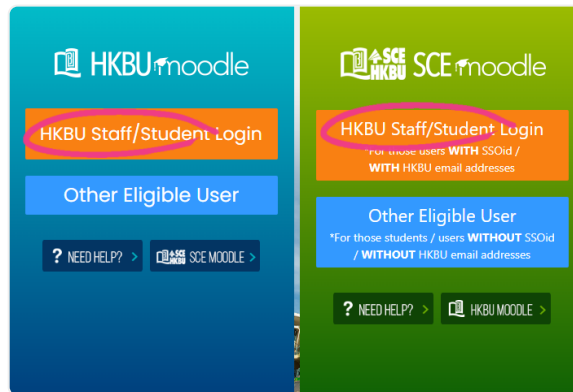 HKBU moodle
HKBU Staff/Student Login
Other Eligible User
? NEED HELP? >
SCE MOODLE >
SCE HKBU SCE moodle
HKBU Staff/Student Login
*For those users WITH SSOid /
WITH HKBU email addresses
Other Eligible User
*For those students / users WITHOUT SSOid
/ WITHOUT HKBU email addresses
? NEED HELP? >
HKBU MOODLE >